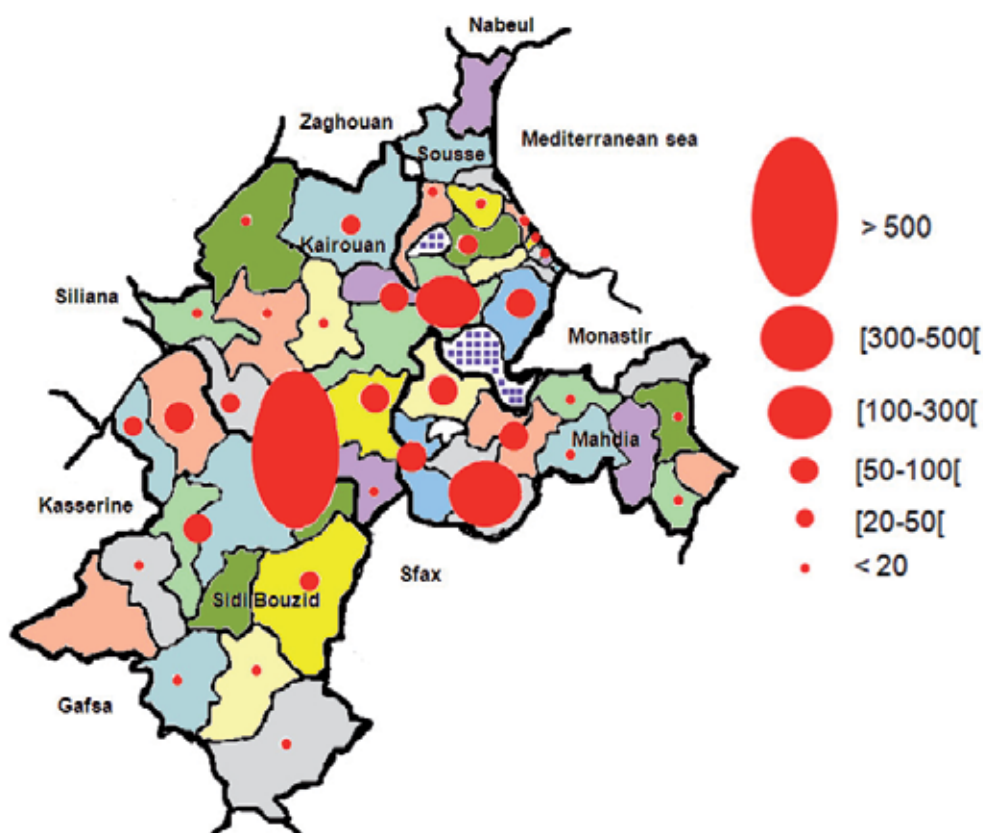 Nabeul
Zaghouan
Mediterranean sea
Sousse
Kairouan
Siliana
Monastir
Mahdia
Kasserine
Sfax
Sidi Bouzid
Gafsa
> 500
[300-500[
[100-300[
[50-100[
[20-50[
< 20